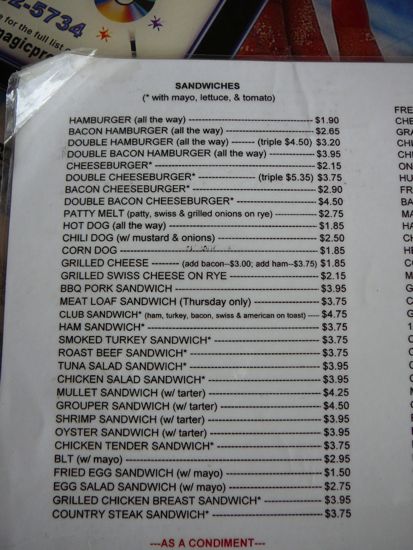 2-5734
e for the full list o
nagicpro
SANDWICHES
(* with mayo, lettuce, & tomato)
HAMBURGER (all the way) --- $1.90
BACON HAMBURGER (all the way) --- $2.65
DOUBLE HAMBURGER (all the way) --- (triple $4.50) $3.20
DOUBLE BACON HAMBURGER (all the way) --- $3.95
CHEESEBURGER* --- $2.15
DOUBLE CHEESEBURGER* --- (triple $5.35) $3.75
BACON CHEESEBURGER* --- $2.90
DOUBLE BACON CHEESEBURGER* --- $4.50
PATTY MELT (patty, swiss & grilled onions on rye) --- $2.75
HOT DOG (all the way) --- $1.85
CHILI DOG (w/ mustard & onions) --- $2.50
CORN DOG --- $1.85
GRILLED CHEESE --- (add bacon--$3.00; add ham--$3.75) $1.85
GRILLED SWISS CHEESE ON RYE --- $2.15
BBQ PORK SANDWICH --- $3.95
MEAT LOAF SANDWICH (Thursday only) --- $3.75
CLUB SANDWICH* (ham, turkey, bacon, swiss & american on toast) --- $4.75
HAM SANDWICH* --- $3.75
SMOKED TURKEY SANDWICH* --- $3.75
ROAST BEEF SANDWICH* --- $3.75
TUNA SALAD SANDWICH* --- $3.95
CHICKEN SALAD SANDWICH* --- $3.95
MULLET SANDWICH (w/ tarter) --- $4.25
GROUPER SANDWICH (w/ tarter) --- $4.50
SHRIMP SANDWICH (w/ tarter) --- $3.95
OYSTER SANDWICH (w/ tarter) --- $3.95
CHICKEN TENDER SANDWICH* --- $3.75
BLT (w/ mayo) --- $2.95
FRIED EGG SANDWICH (w/ mayo) --- $1.50
EGG SALAD SANDWICH (w/ mayo) --- $2.75
GRILLED CHICKEN BREAST SANDWICH* --- $3.95
COUNTRY STEAK SANDWICH* --- $3.75
---AS A CONDIMENT---
FRE
CHE
GRA
CHI
CHI
ON
HU
FR
BA